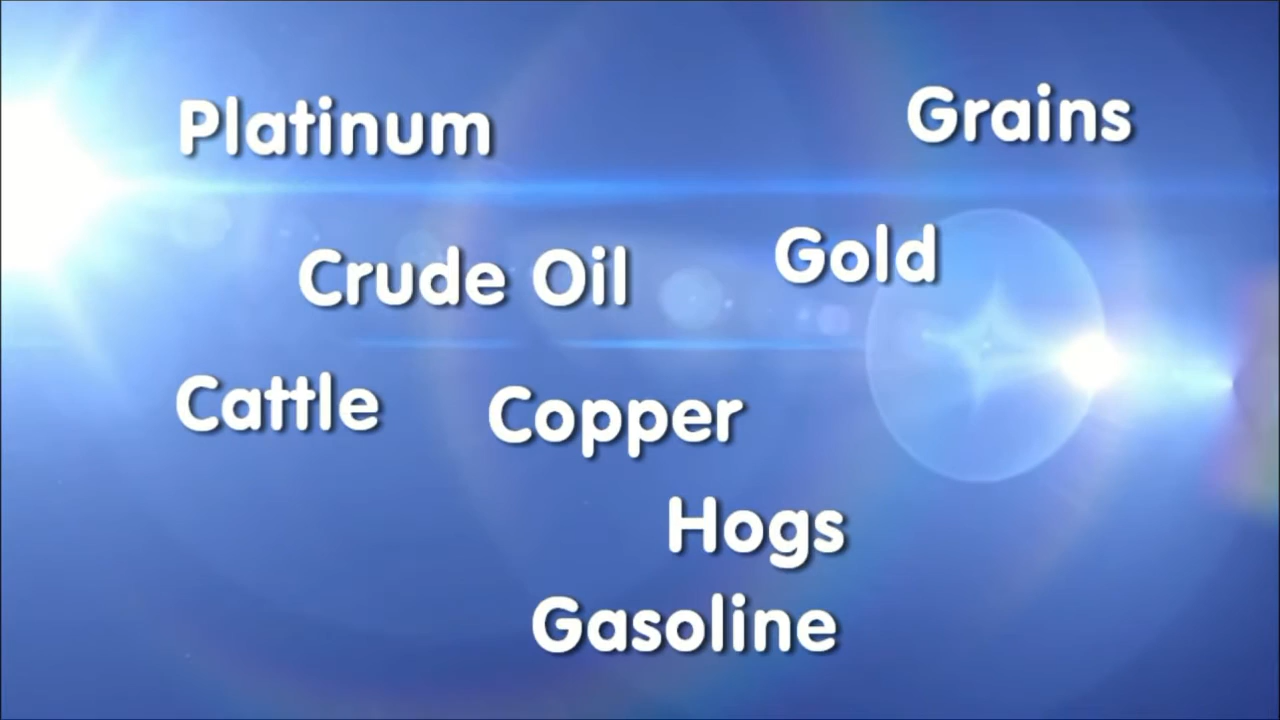 Platinum
Grains
Crude Oil
Gold
Cattle
Copper
Hogs
Gasoline